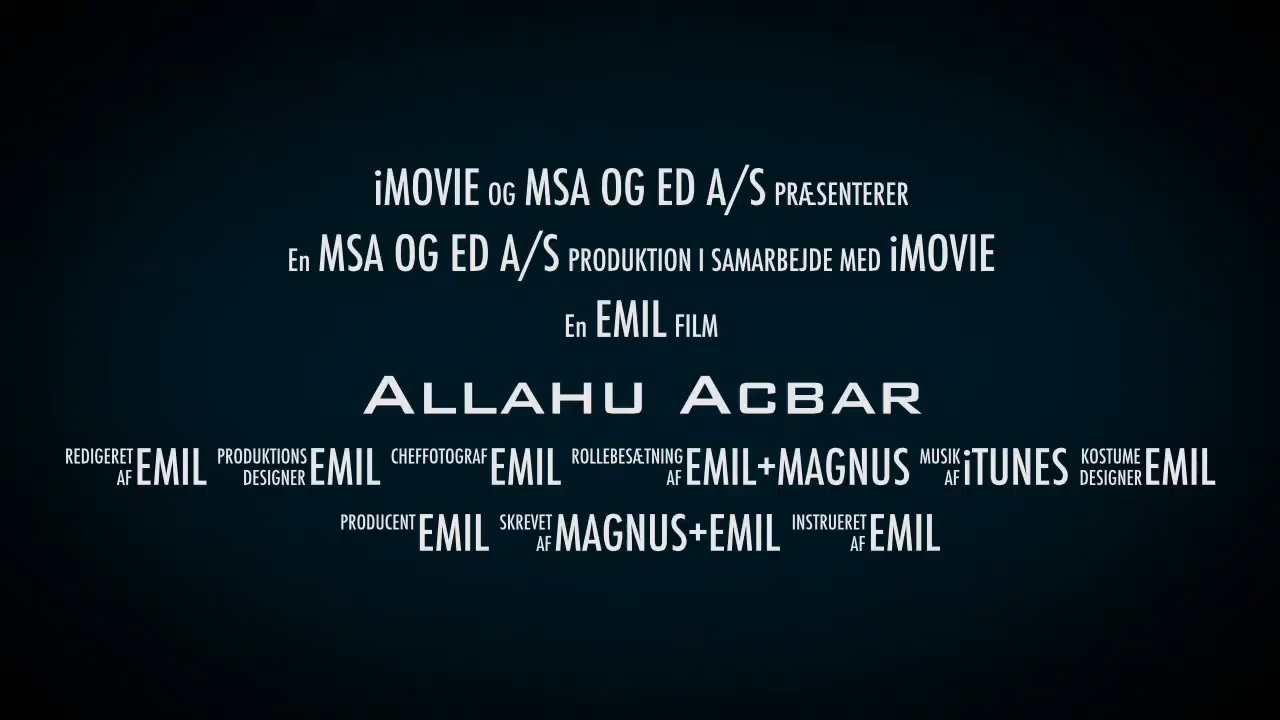 iMOVIE OG MSA OG ED A/S PRÆSENTERER
En MSA OG ED A/S PRODUKTION I SAMARBEJDE MED iMOVIE
En EMIL FILM
ALLAHU ACBAR
REDIGERET AF EMIL PRODUKTIONS DESIGNER EMIL CHEFFOTOGRAF EMIL ROLLEBESÆTNING AF EMIL+MAGNUS MUSIK AF iTUNES KOSTUME DESIGNER EMIL
PRODUCENT EMIL SKREVET AF MAGNUS+EMIL INSTRUERET AF EMIL